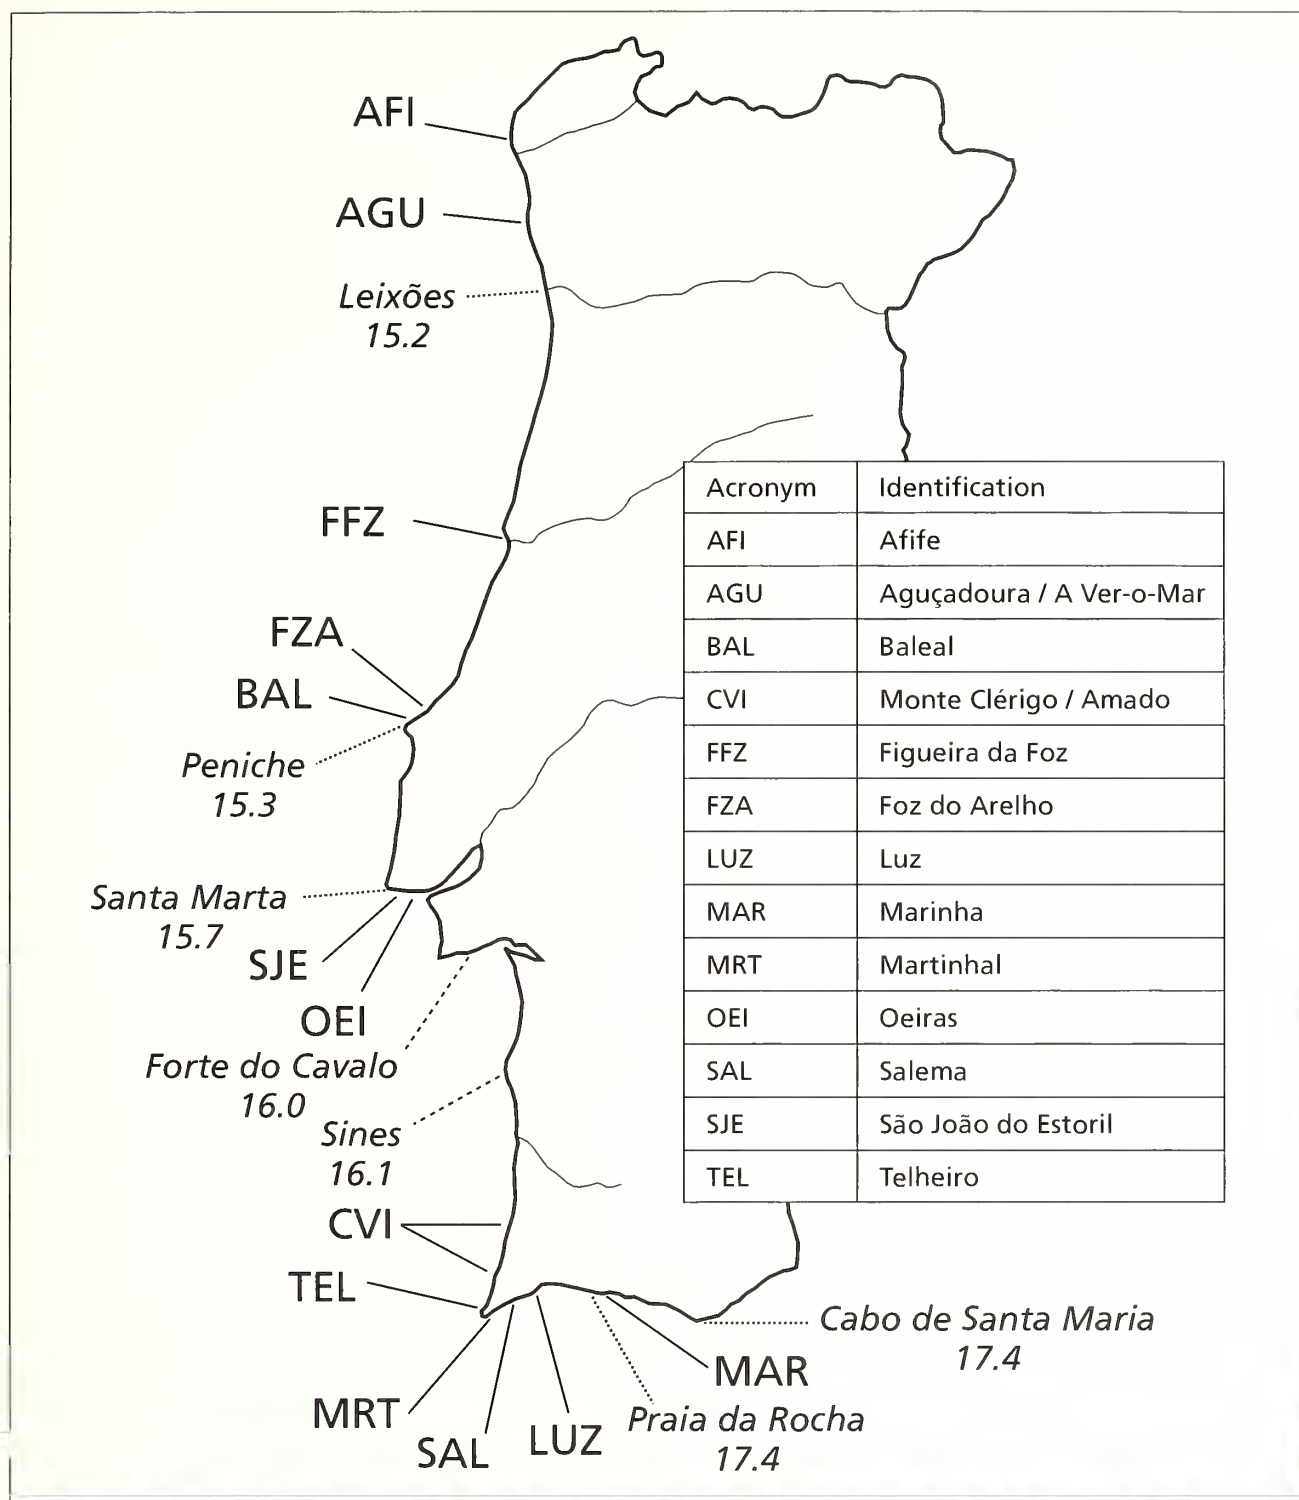 AFI
AGU
Leixões
15.2
FFZ
FZA
BAL
Peniche
15.3
Santa Marta
15.7
SJE
OEI
Forte do Cavalo
16.0
Sines
16.1
CVI
TEL
MRT
SAL
LUZ
MAR
Praia da Rocha
17.4
Cabo de Santa Maria
17.4
Acronym Identification
AFI Afife
AGU Aguçadoura / A Ver-o-Mar
BAL Baleal
CVI Monte Clérigo / Amado
FFZ Figueira da Foz
FZA Foz do Arelho
LUZ Luz
MAR Marinha
MRT Martinhal
OEI Oeiras
SAL Salema
SJE São João do Estoril
TEL Telheiro